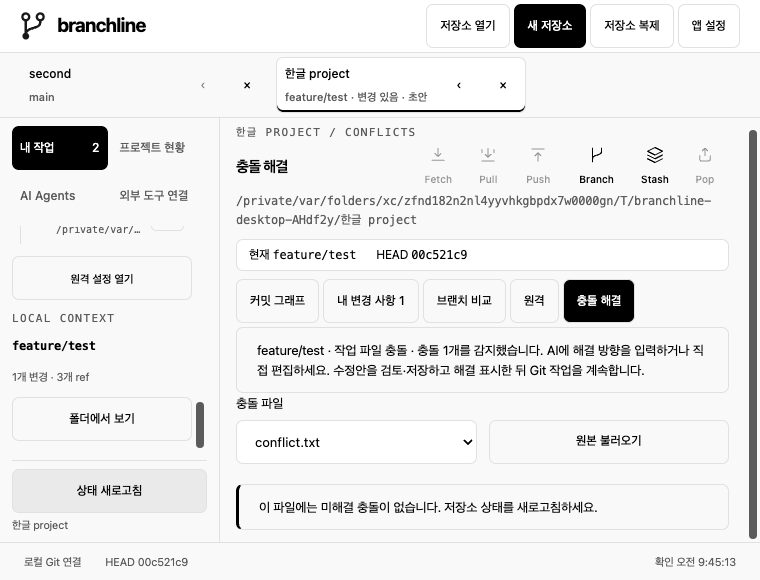 branchline
저장소 열기
새 저장소
저장소 복제
앱 설정
second
main
한글 project
feature/test · 변경 있음 · 초안
내 작업 2
프로젝트 현황
AI Agents
외부 도구 연결
/private/var/…
원격 설정 열기
LOCAL CONTEXT
feature/test
1개 변경 · 3개 ref
폴더에서 보기
상태 새로고침
한글 project
한글 PROJECT / CONFLICTS
충돌 해결
Fetch
Pull
Push
Branch
Stash
Pop
/private/var/folders/xc/zfnd182n2nl4yyvhkgbpdx7w0000gn/T/branchline-
desktop-AHdf2y/한글 project
현재 feature/test HEAD 00c521c9
커밋 그래프
내 변경 사항 1
브랜치 비교
원격
충돌 해결
feature/test · 작업 파일 충돌 · 충돌 1개를 감지했습니다. AI에 해결 방향을 입력하거나 직
접 편집하세요. 수정안을 검토·저장하고 해결 표시한 뒤 Git 작업을 계속합니다.
충돌 파일
conflict.txt
원본 불러오기
이 파일에는 미해결 충돌이 없습니다. 저장소 상태를 새로고침하세요.
로컬 Git 연결
HEAD 00c521c9
확인 오전 9:45:13